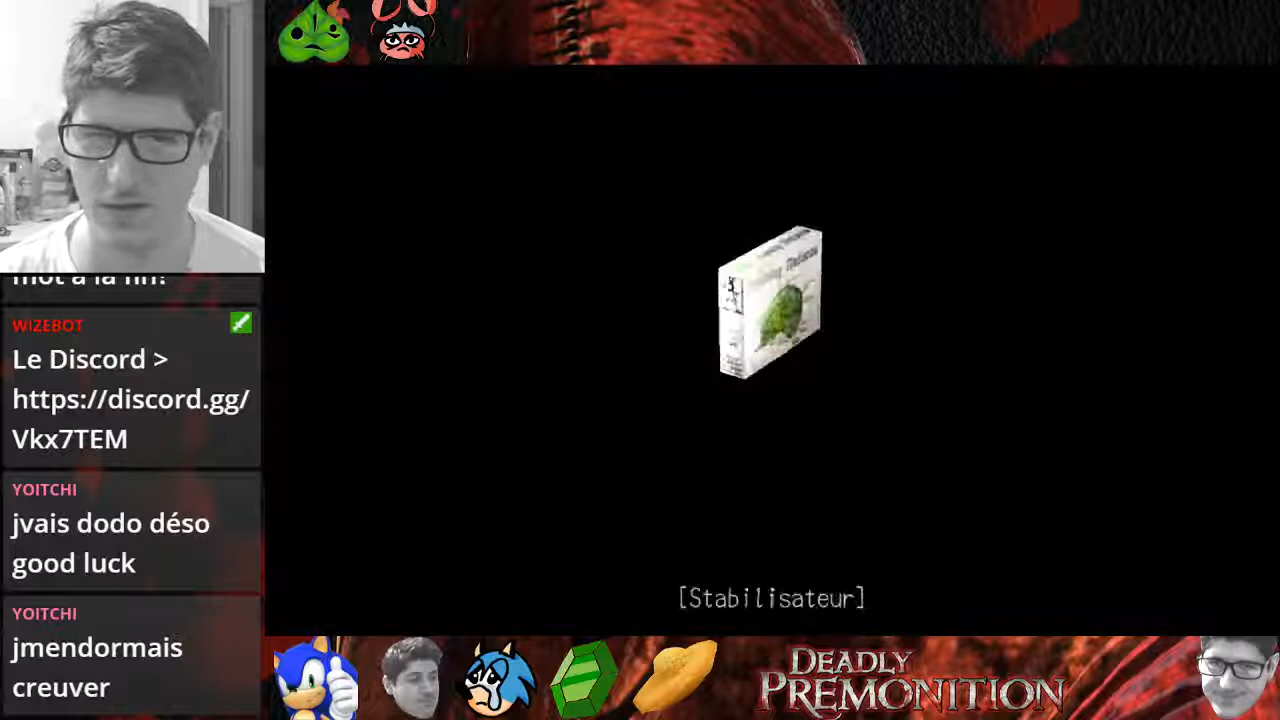 WIZEBOT
Le Discord >
https://discord.gg/
Vkx7TEM
YOITCHI
jvais dodo déso
good luck
YOITCHI
jmendormais
creuver
[Stabilisateur]
DEADLY
PREMONITION